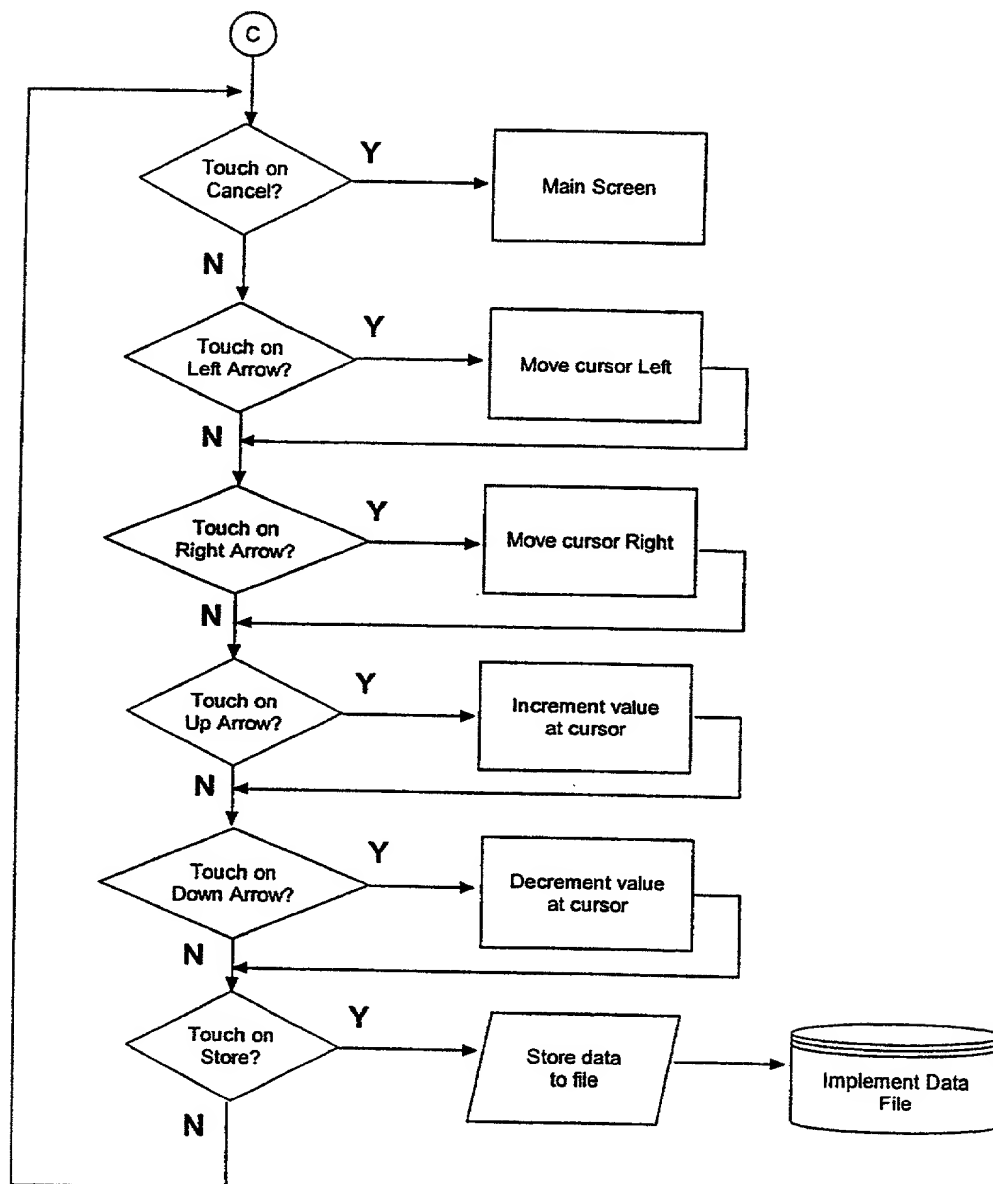 C
Touch on
Cancel?
Y
Main Screen
N
Touch on
Left Arrow?
Y
Move cursor Left
N
Touch on
Right Arrow?
Y
Move cursor Right
N
Touch on
Up Arrow?
Y
Increment value
at cursor
N
Touch on
Down Arrow?
Y
Decrement value
at cursor
N
Touch on
Store?
Y
Store data
to file
Implement Data
File
N